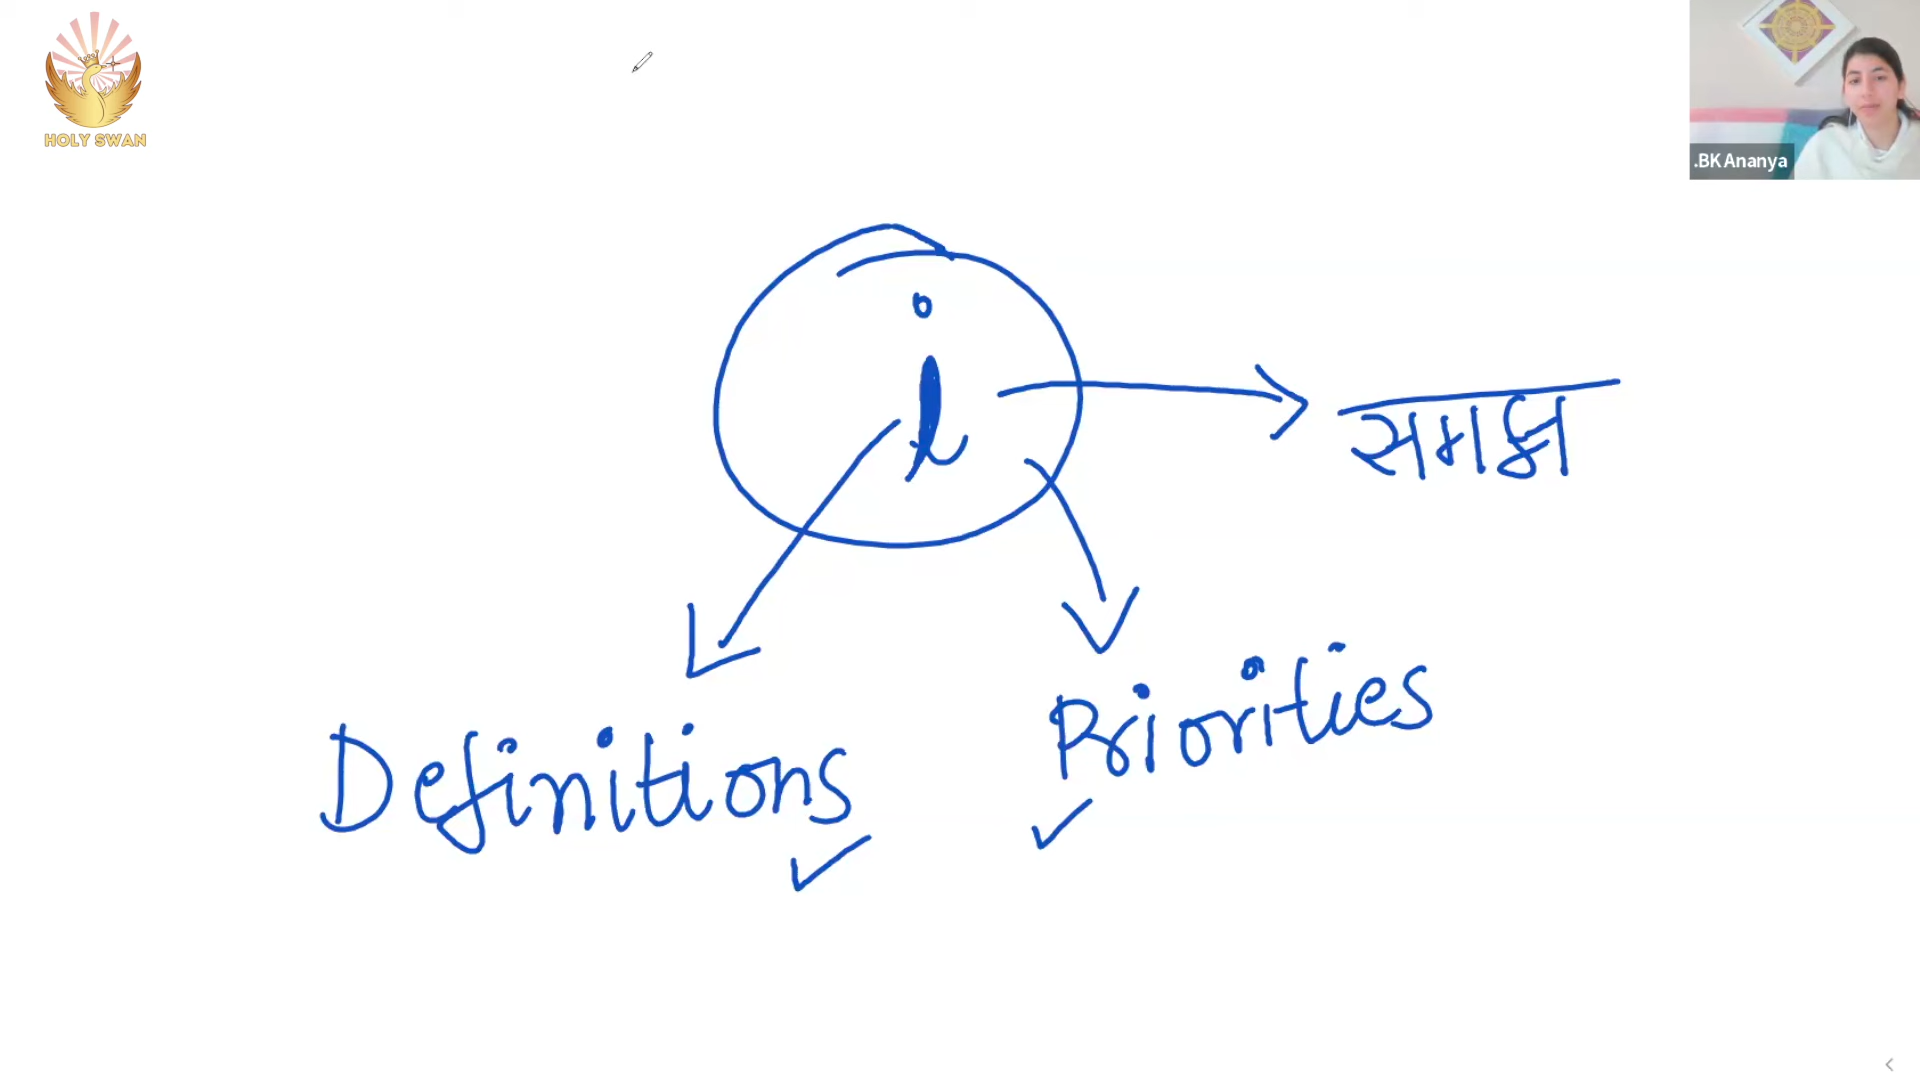 HOLY SWAN
.BK Ananya
i
समझ
Priorities
Definitions